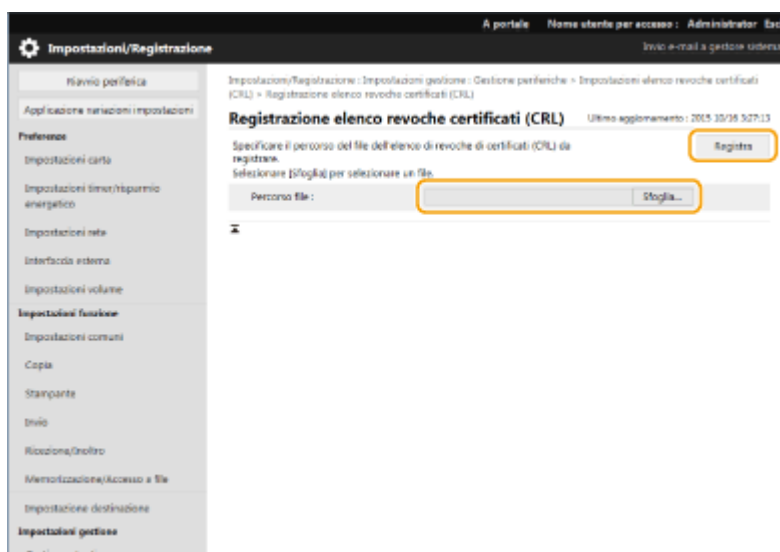 A portale Nome utente per accesso : Administrator Esc
Impostazioni/Registrazione
Invio e-mail a gestore sistema
Riavvio periferica
Applicazione variazioni impostazioni
Preferenze
Impostazioni carta
Impostazioni timer/risparmio
energetico
Impostazioni rete
Interfaccia esterna
Impostazioni volume
Impostazioni funzione
Impostazioni comuni
Copia
Stampante
Invio
Ricezione/Inoltro
Memorizzazione/Accesso a file
Impostazione destinazione
Impostazioni gestione
Impostazioni/Registrazione : Impostazioni gestione : Gestione periferiche > Impostazioni elenco revoche certificati
(CRL) > Registrazione elenco revoche certificati (CRL)
Registrazione elenco revoche certificati (CRL)
Ultimo aggiornamento : 2015 10/16 3:27:13
Specificare il percorso del file dell'elenco di revoche di certificati (CRL) da
registrare.
Selezionare [Sfoglia] per selezionare un file.
Registra
Percorso file :
Sfoglia...